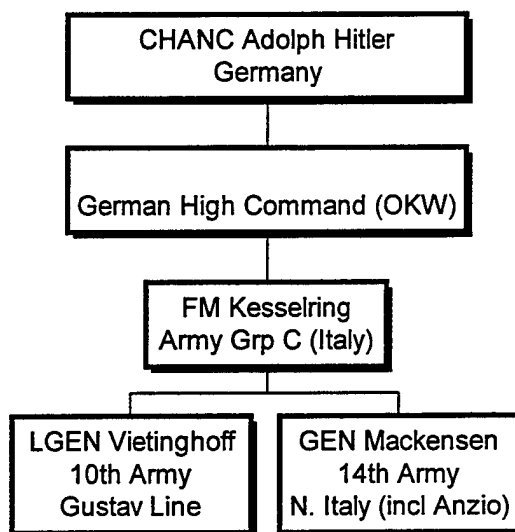 CHANC Adolph Hitler
Germany
German High Command (OKW)
FM Kesselring
Army Grp C (Italy)
LGEN Vietinghoff
10th Army
Gustav Line
GEN Mackensen
14th Army
N. Italy (incl Anzio)